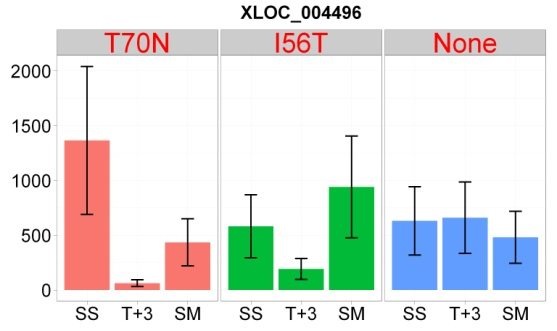 XLOC_004496
T70N I56T None
2000
1500
1000
500
0
SS T+3 SM SS T+3 SM SS T+3 SM